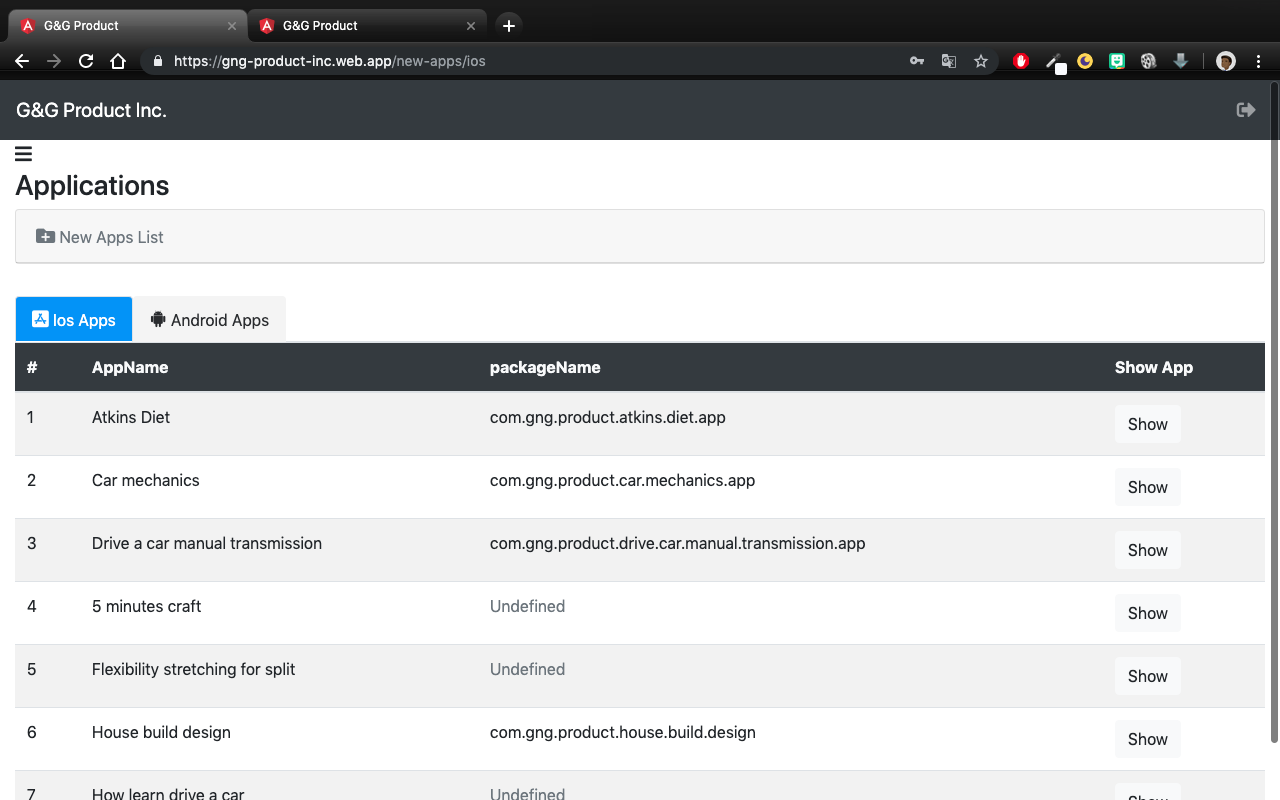 G&G Product
G&G Product
https://gng-product-inc.web.app/new-apps/ios
G&G Product Inc.
Applications
New Apps List
Ios Apps
Android Apps
# AppName packageName Show App
1 Atkins Diet com.gng.product.atkins.diet.app Show
2 Car mechanics com.gng.product.car.mechanics.app Show
3 Drive a car manual transmission com.gng.product.drive.car.manual.transmission.app Show
4 5 minutes craft Undefined Show
5 Flexibility stretching for split Undefined Show
6 House build design com.gng.product.house.build.design Show
7 How learn drive a car Undefined Show